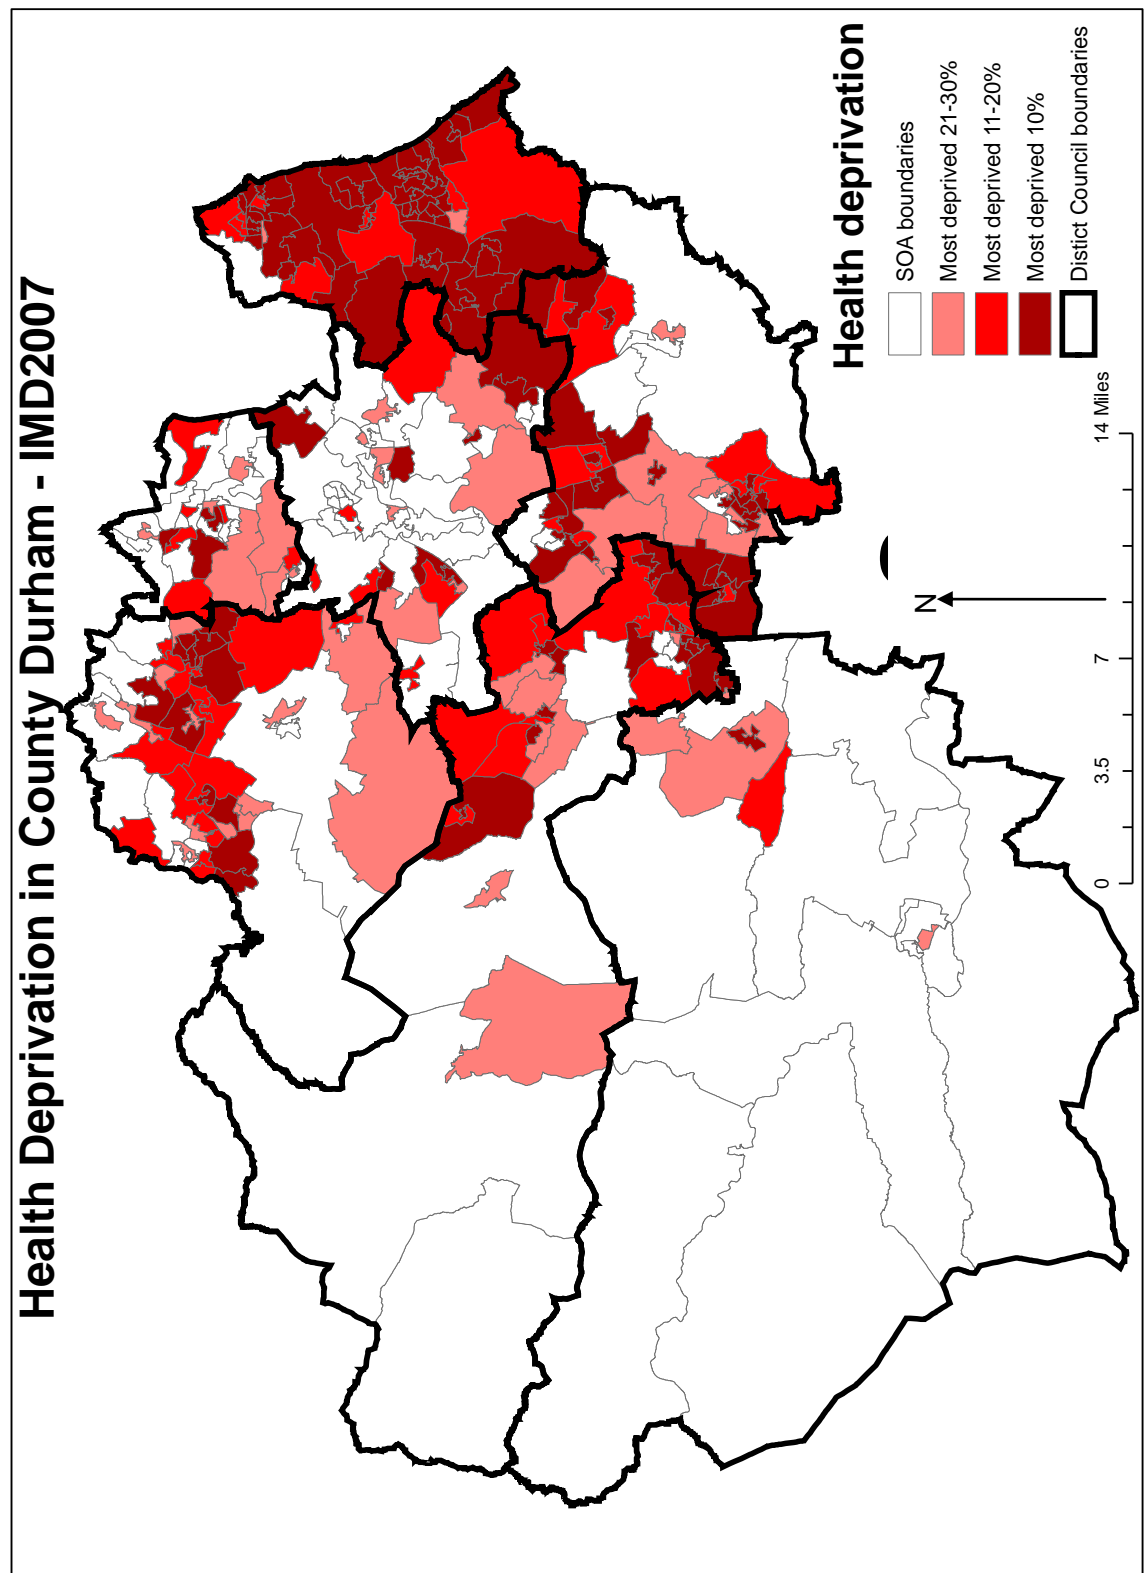 Health Deprivation in County Durham - IMD2007
Health deprivation
SOA boundaries
Most deprived 21-30%
Most deprived 11-20%
Most deprived 10%
District Council boundaries
N
0 3.5 7 14 Miles